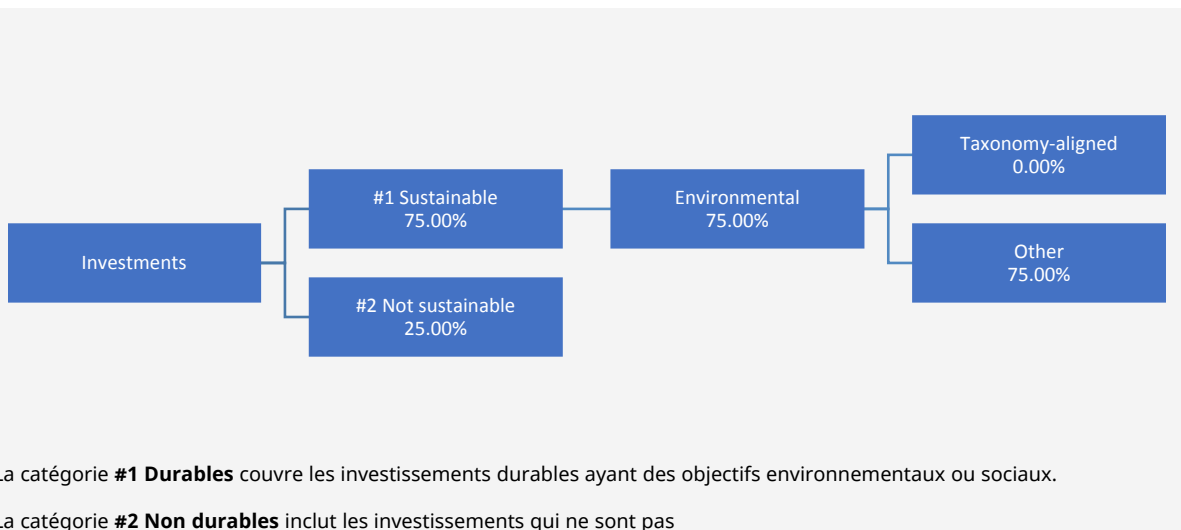 Taxonomy-aligned
0.00%
#1 Sustainable
75.00%
Environmental
75.00%
Investments
Other
75.00%
#2 Not sustainable
25.00%
La catégorie #1 Durables couvre les investissements durables ayant des objectifs environnementaux ou sociaux.
La catégorie #2 Non durables inclut les investissements qui ne sont pas